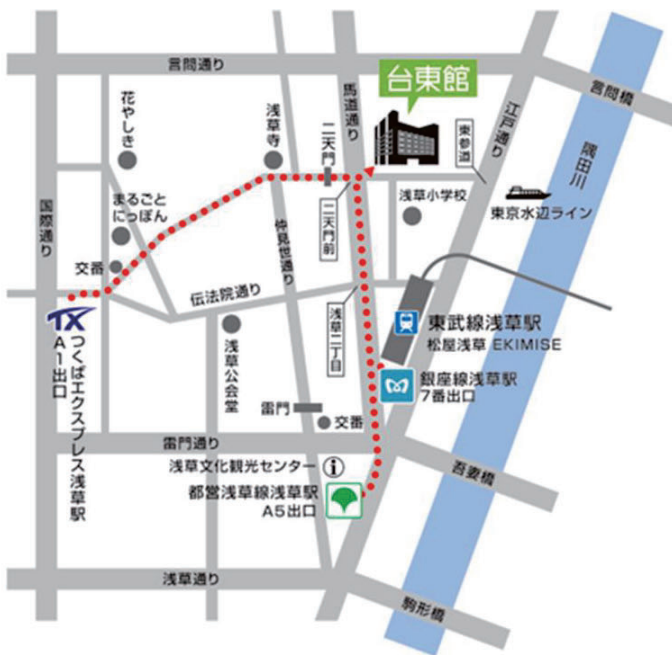 台東館
言問通り
馬道通り
江戸通り
言問橋
隅田川
花やしき
浅草寺
二天門
東参道
国際通り
まるごと
にっぽん
二天門前
浅草小学校
東京水辺ライン
交番
仲見世通り
伝法院通り
TX
つくばエクスプレス浅草駅
A1出口
浅草公会堂
浅草二丁目
東武線浅草駅
松屋浅草 EKIMISE
銀座線浅草駅
7番出口
雷門
交番
雷門通り
浅草文化観光センター
i
都営浅草線浅草駅
A5出口
吾妻橋
浅草通り
駒形橋